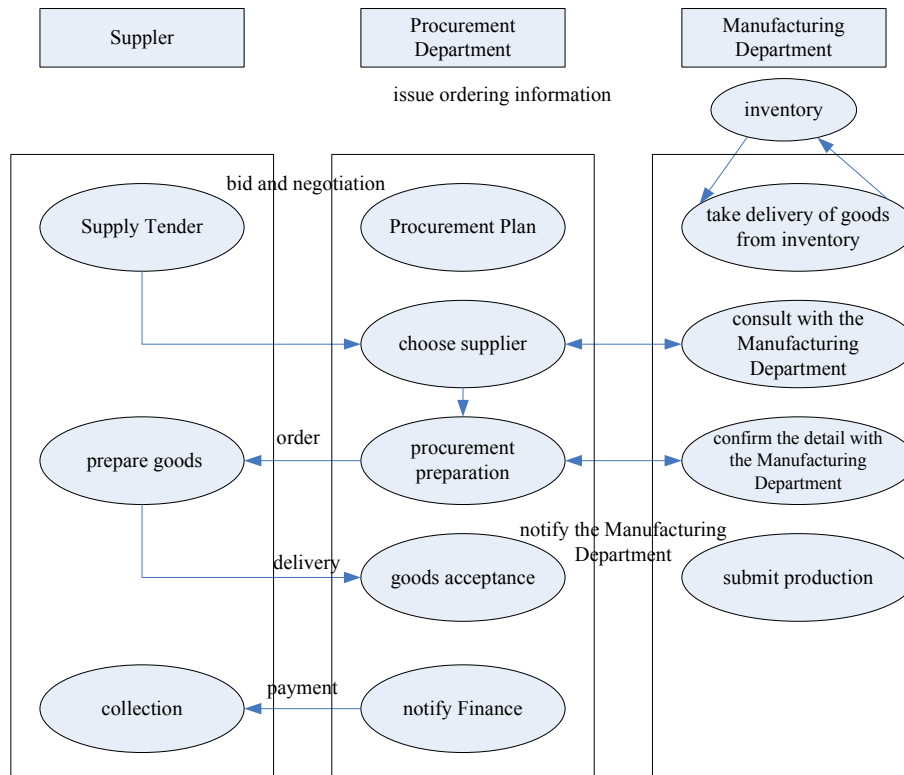 Suppler
Procurement
Department
Manufacturing
Department
issue ordering information
inventory
bid and negotiation
Supply Tender
Procurement Plan
take delivery of goods
from inventory
choose supplier
consult with the
Manufacturing
Department
order
prepare goods
procurement
preparation
confirm the detail with
the Manufacturing
Department
notify the Manufacturing
Department
delivery
goods acceptance
submit production
payment
collection
notify Finance